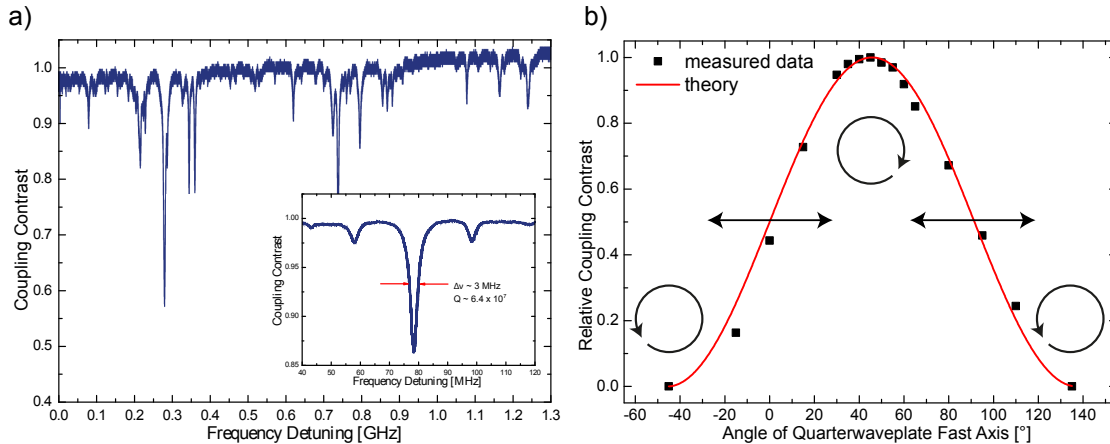 a)
1.0
0.9
0.8
0.7
0.6
0.5
0.4
Coupling Contrast
0.0 0.1 0.2 0.3 0.4 0.5 0.6 0.7 0.8 0.9 1.0 1.1 1.2 1.3
Frequency Detuning [GHz]
1.00
0.95
0.90
0.85
Coupling Contrast
Δν ~ 3 MHz
Q ~ 6.4 x 10⁷
40 50 60 70 80 90 100 110 120
Frequency Detuning [MHz]
b)
1.0
0.8
0.6
0.4
0.2
0.0
Relative Coupling Contrast
measured data
theory
-60 -40 -20 0 20 40 60 80 100 120 140
Angle of Quarterwaveplate Fast Axis [°]